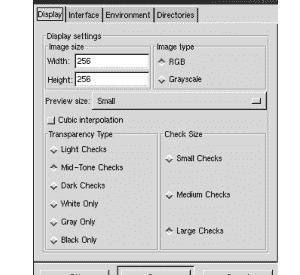 Display Interface Environment Directories
Display settings
Image size
Image type
Width: 256
RGB
Height: 256
Grayscale
Preview size: Small
Cubic interpolation
Transparency Type
Check Size
Light Checks
Small Checks
Mid-Tone Checks
Dark Checks
White Only
Medium Checks
Gray Only
Large Checks
Black Only